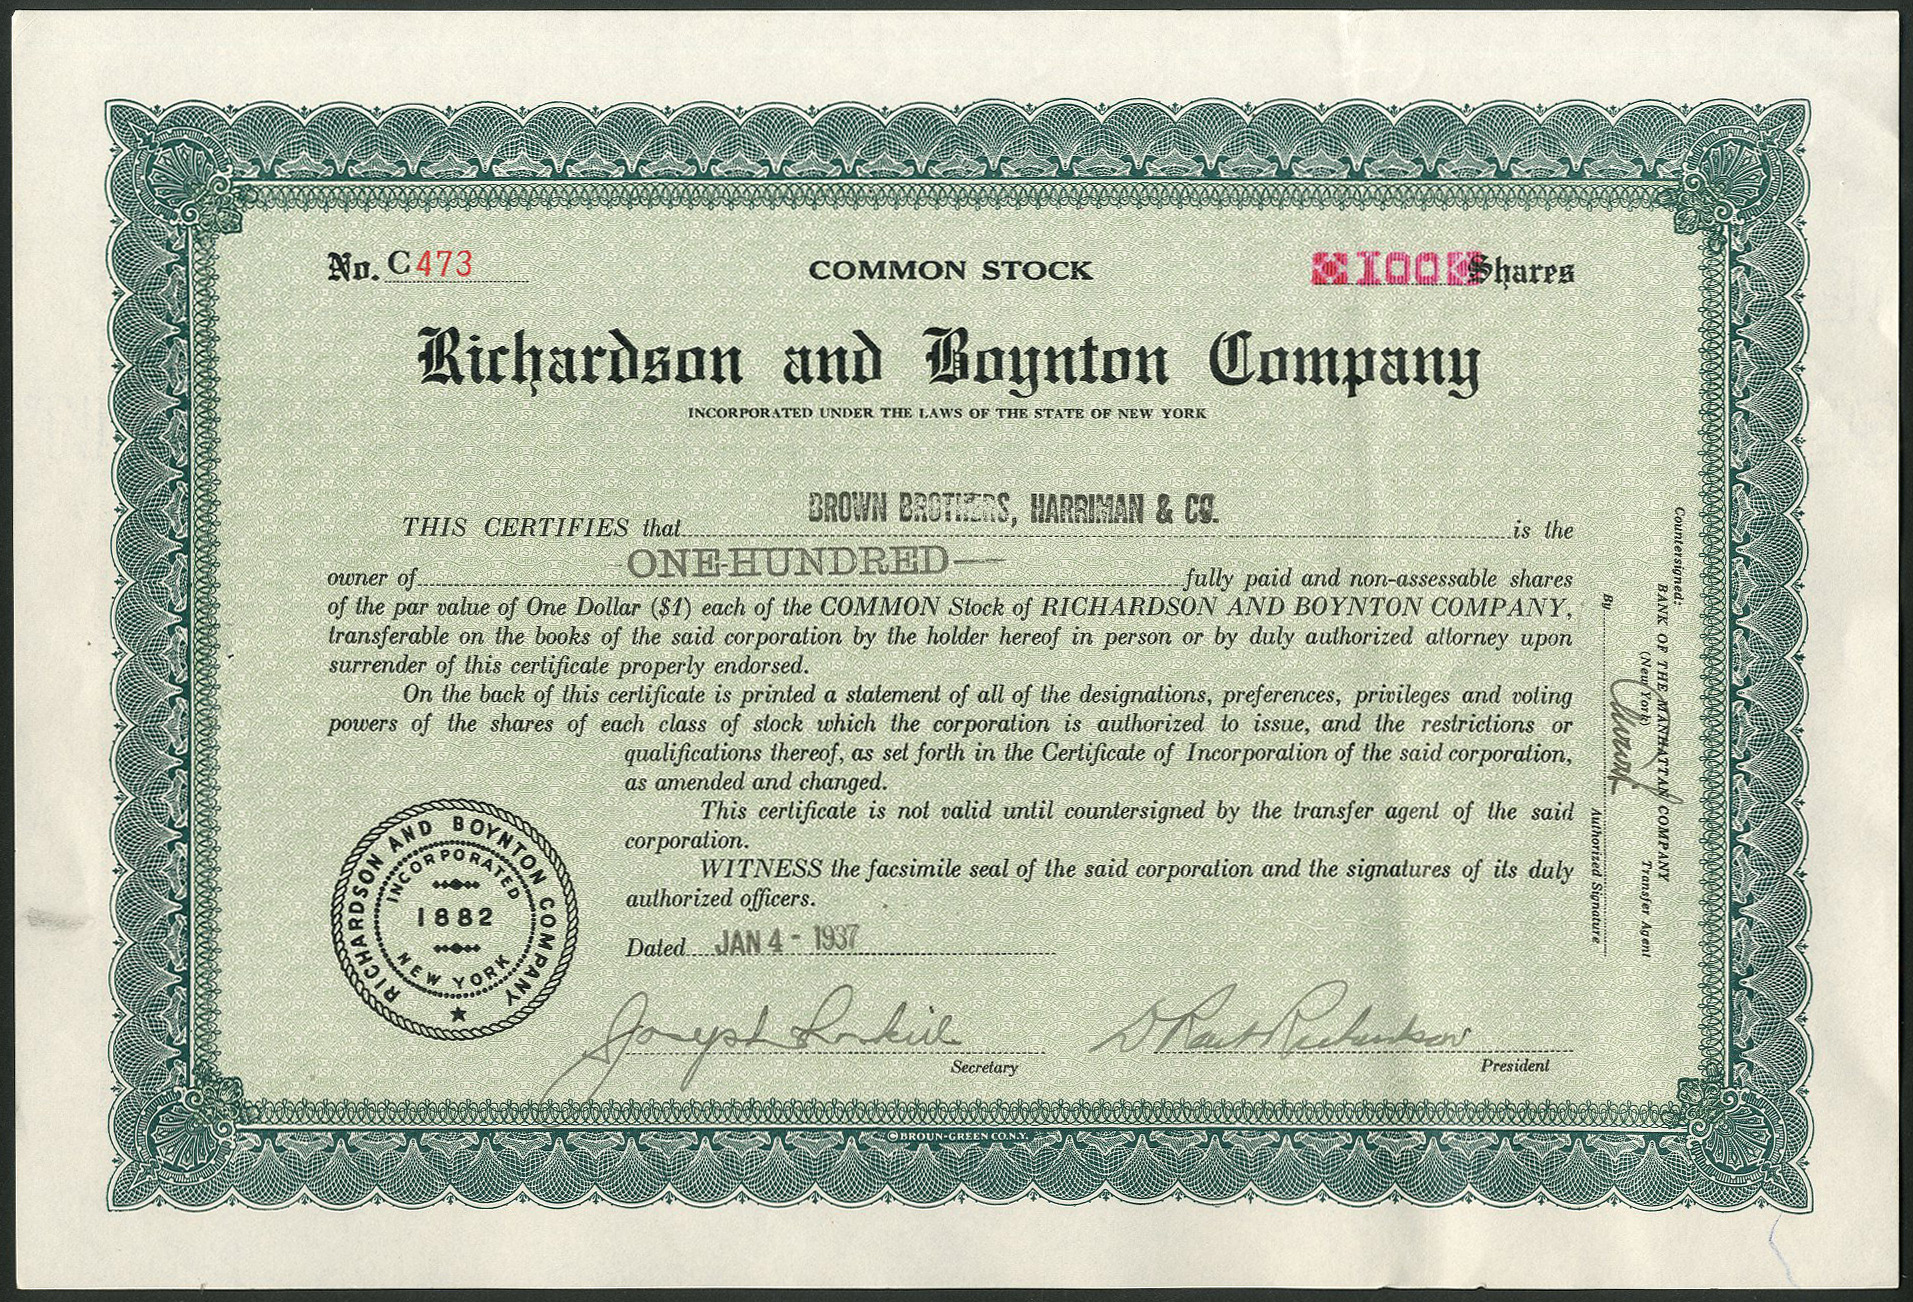 No. C473
COMMON STOCK
100 Shares
Richardson and Boynton Company
INCORPORATED UNDER THE LAWS OF THE STATE OF NEW YORK
BROWN BROTHERS, HARRIMAN & CO.
THIS CERTIFIES that is the
ONE-HUNDRED
owner of fully paid and non-assessable shares
of the par value of One Dollar ($1) each of the COMMON Stock of RICHARDSON AND BOYNTON COMPANY,
transferable on the books of the said corporation by the holder hereof in person or by duly authorized attorney upon
surrender of this certificate properly endorsed.
On the back of this certificate is printed a statement of all of the designations, preferences, privileges and voting
powers of the shares of each class of stock which the corporation is authorized to issue, and the restrictions or
qualifications thereof, as set forth in the Certificate of Incorporation of the said corporation,
as amended and changed.
This certificate is not valid until countersigned by the transfer agent of the said
corporation.
WITNESS the facsimile seal of the said corporation and the signatures of its duly
authorized officers.
Dated JAN 4 - 1937
RICHARDSON AND BOYNTON COMPANY
INCORPORATED
1882
NEW YORK
Joseph
Secretary
Richardson
President
Countersigned:
BANK OF THE MANHATTAN COMPANY
(New York)
Transfer Agent
By
Authorized Signature
© BROUN-GREEN CO. N.Y.